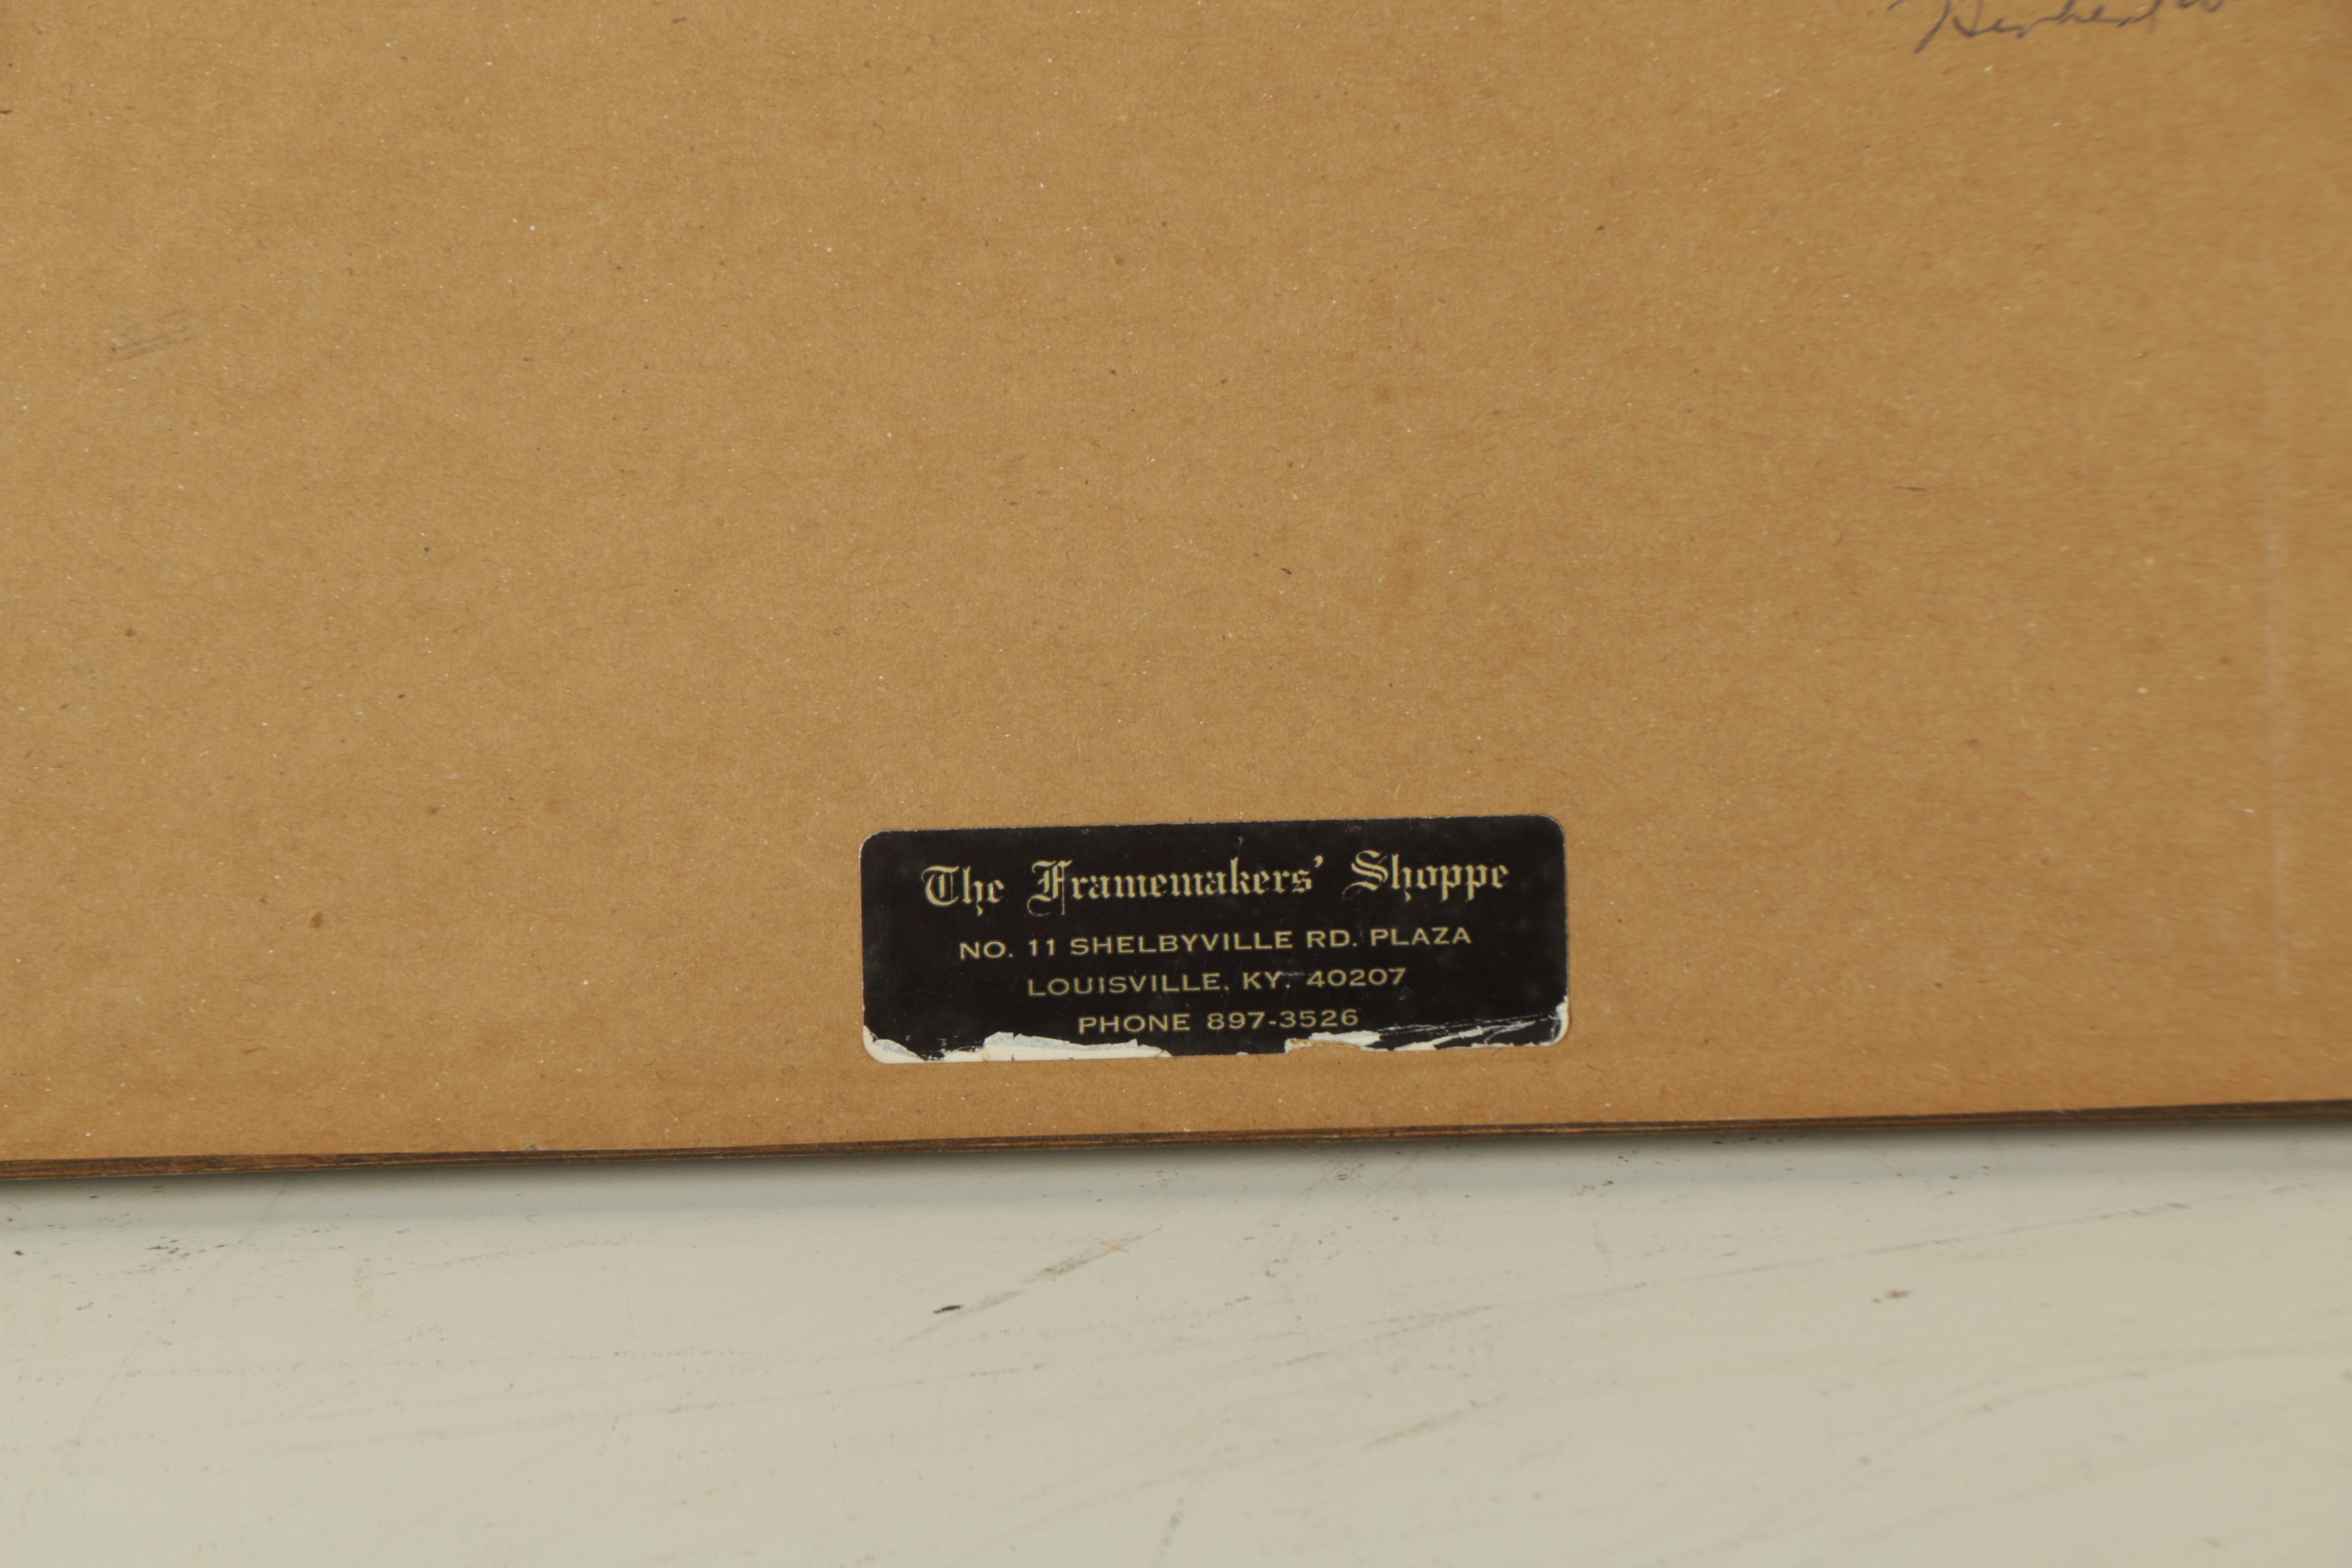 The Framemakers' Shoppe
NO. 11 SHELBYVILLE RD. PLAZA
LOUISVILLE, KY. 40207
PHONE 897-3526